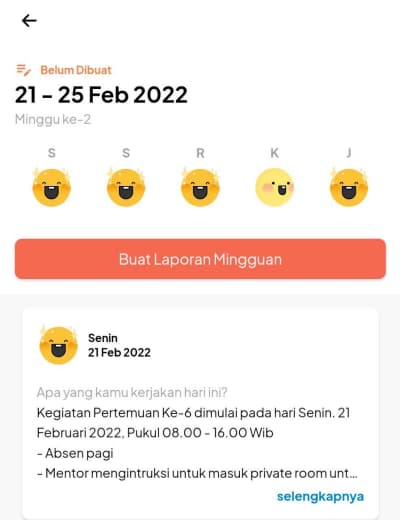 Belum Dibuat
21 - 25 Feb 2022
Minggu ke-2
S S R K J
Buat Laporan Mingguan
Senin
21 Feb 2022
Apa yang kamu kerjakan hari ini?
Kegiatan Pertemuan Ke-6 dimulai pada hari Senin. 21
Februari 2022, Pukul 08.00 - 16.00 Wib
- Absen pagi
- Mentor mengintruksi untuk masuk private room unt...
selengkapnya